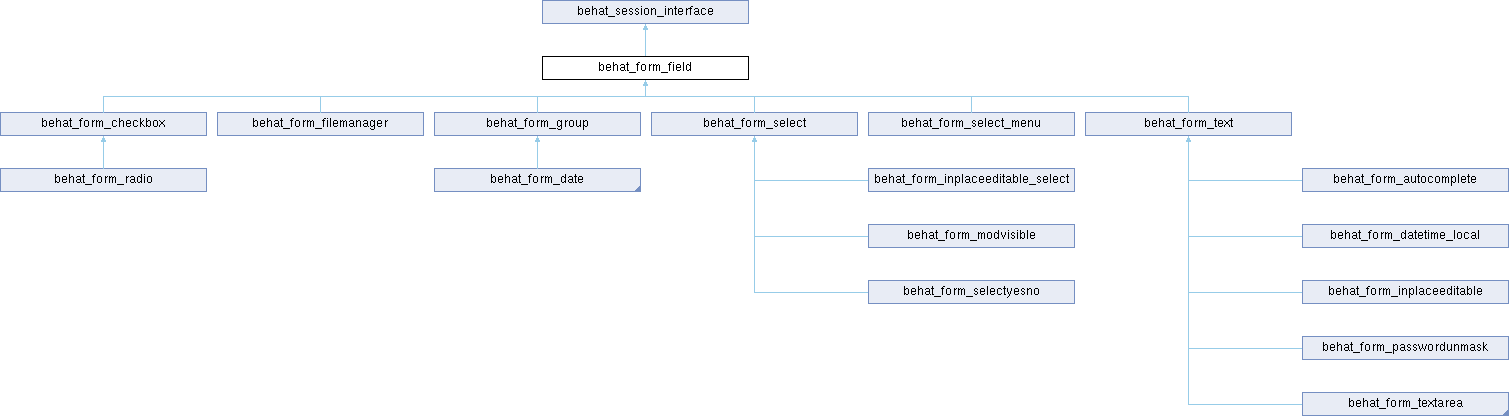 behat_session_interface
behat_form_field
behat_form_checkbox
behat_form_filemanager
behat_form_group
behat_form_select
behat_form_select_menu
behat_form_text
behat_form_radio
behat_form_date
behat_form_inplaceeditable_select
behat_form_autocomplete
behat_form_modvisible
behat_form_datetime_local
behat_form_selectyesno
behat_form_inplaceeditable
behat_form_passwordunmask
behat_form_textarea